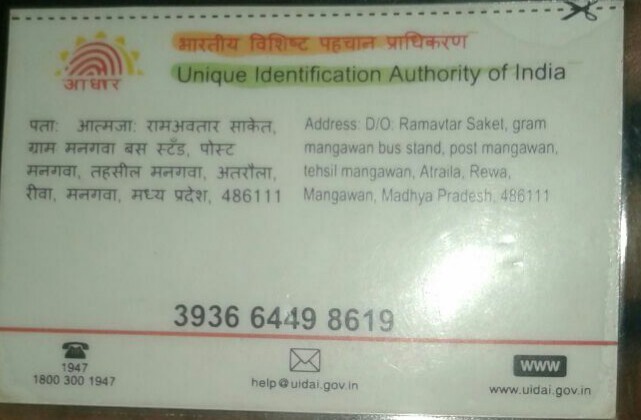 भारतीय विशिष्ट पहचान प्राधिकरण
आधार
Unique Identification Authority of India
पताः आत्मजाः रामअवतार साकेत,
ग्राम मनगवा बस स्टँड, पोस्ट
मनगवा, तहसील मनगवा, अतरौला,
रीवा, मनगवा, मध्य प्रदेश, 486111
Address: D/O: Ramavtar Saket, gram
mangawan bus stand, post mangawan,
tehsil mangawan, Atraila, Rewa,
Mangawan, Madhya Pradesh, 486111
3936 6449 8619
1947
1800 300 1947
help@uidai.gov.in
www
www.uidai.gov.in